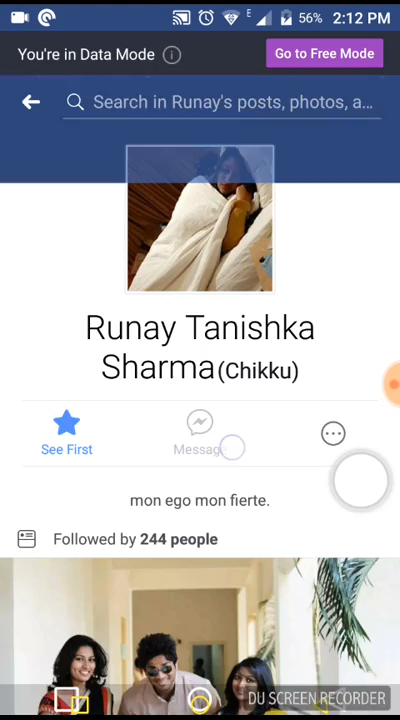 E 56% 2:12 PM
You're in Data Mode Go to Free Mode
Search in Runay's posts, photos, a...
Runay Tanishka
Sharma(Chikku)
See First Message
mon ego mon fierte.
Followed by 244 people
DU SCREEN RECORDER